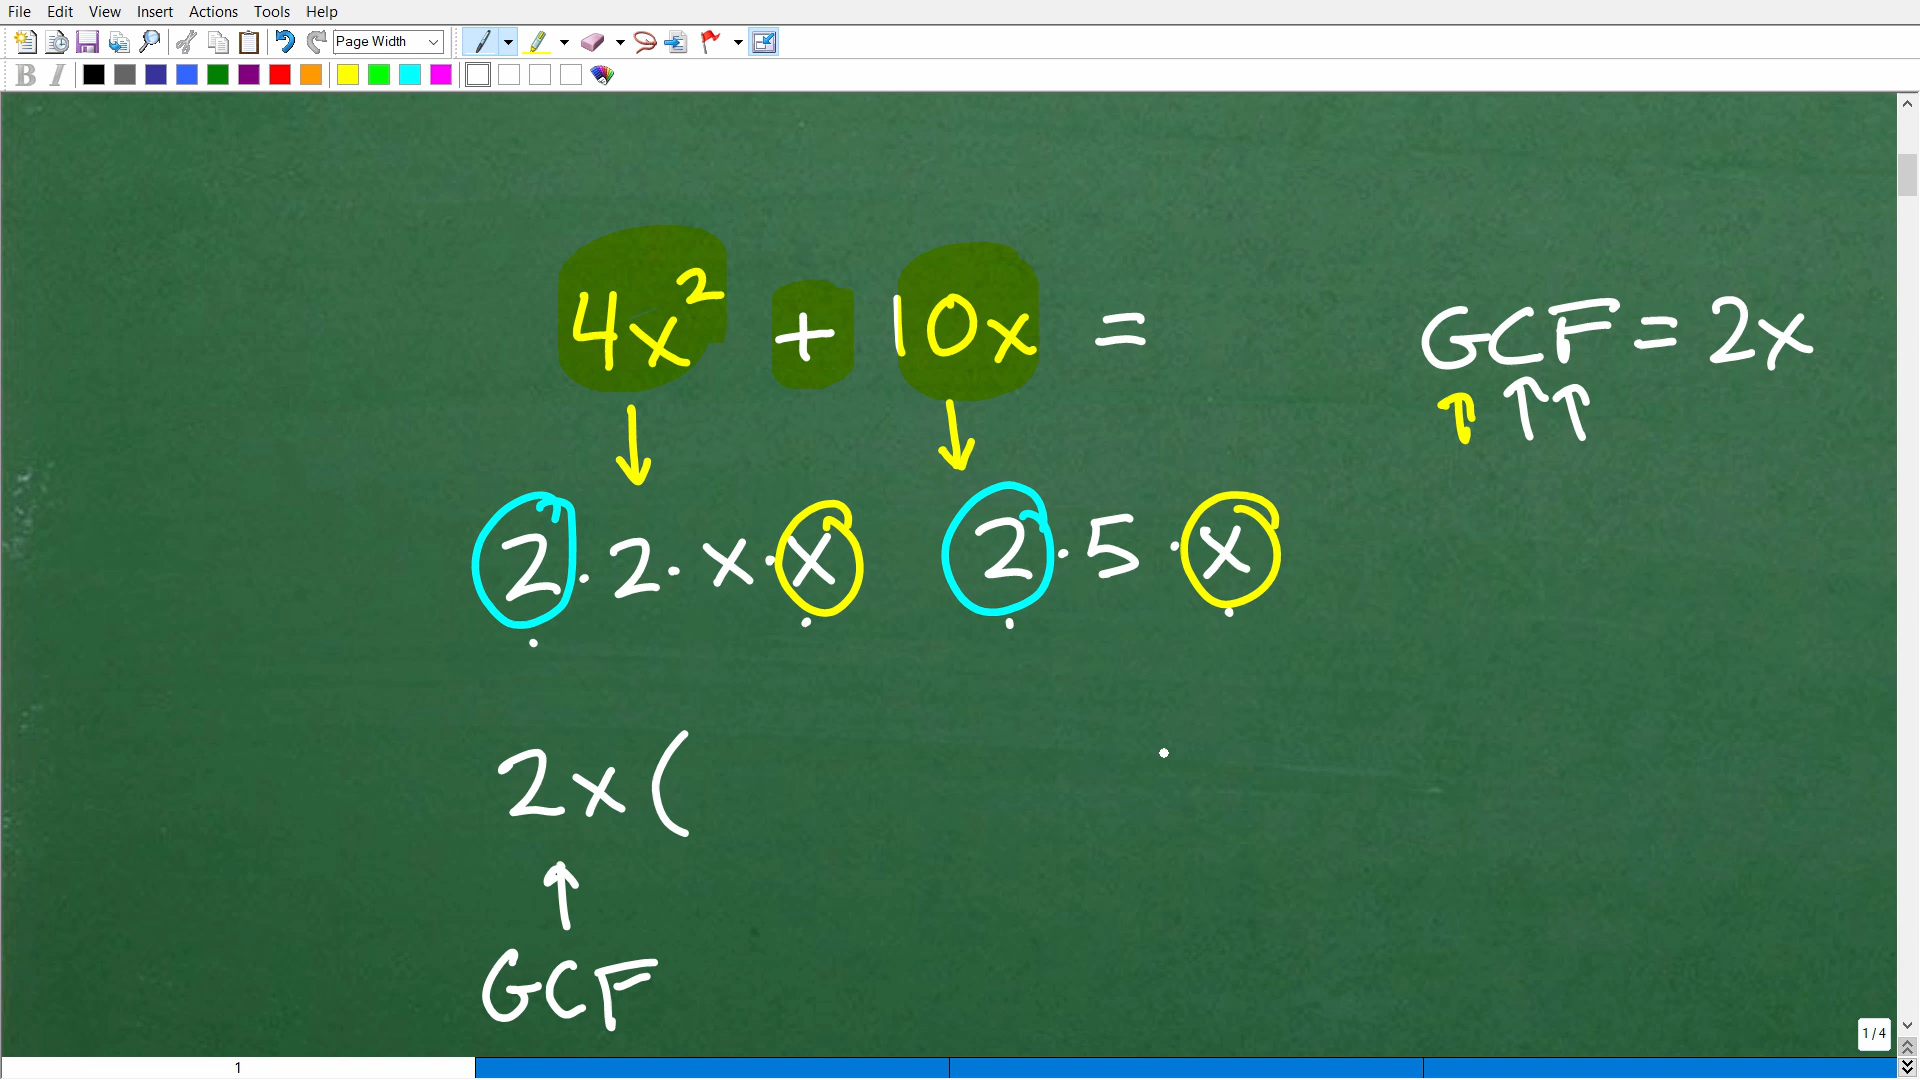 File Edit View Insert Actions Tools Help
Page Width
B I
4x² + 10x =
GCF = 2x
2 · 2 · x · x 2 · 5 · x
2x (
GCF
1 / 4
1